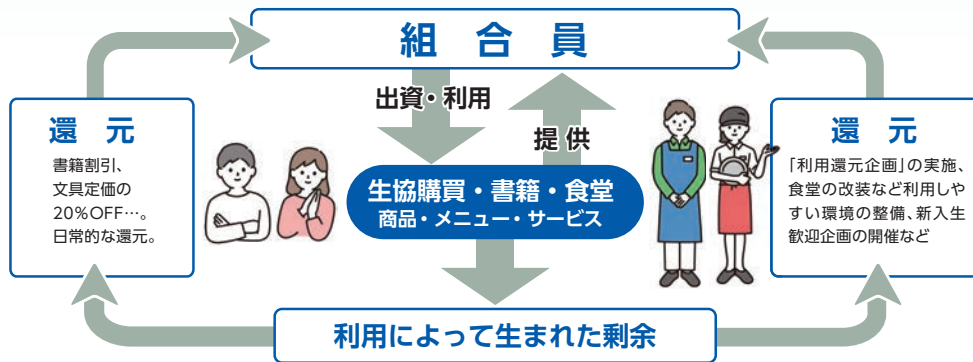 組合員
出資・利用
提供
還元
書籍割引、
文具定価の
20%OFF…。
日常的な還元。
生協購買・書籍・食堂
商品・メニュー・サービス
還元
「利用還元企画」の実施、
食堂の改装など利用しや
すい環境の整備、新入生
歓迎企画の開催など
利用によって生まれた剰余